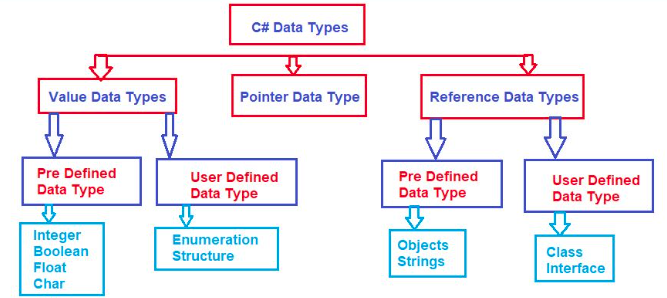 C# Data Types
Value Data Types
Pointer Data Type
Reference Data Types
Pre Defined
Data Type
User Defined
Data Type
Pre Defined
Data Type
User Defined
Data Type
Integer
Boolean
Float
Char
Enumeration
Structure
Objects
Strings
Class
Interface